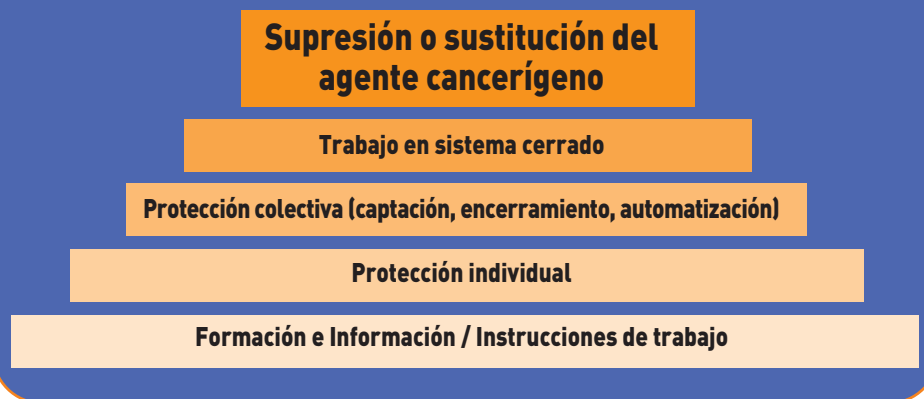 Supresión o sustitución del
agente cancerígeno
Trabajo en sistema cerrado
Protección colectiva (captación, encerramiento, automatización)
Protección individual
Formación e Información / Instrucciones de trabajo